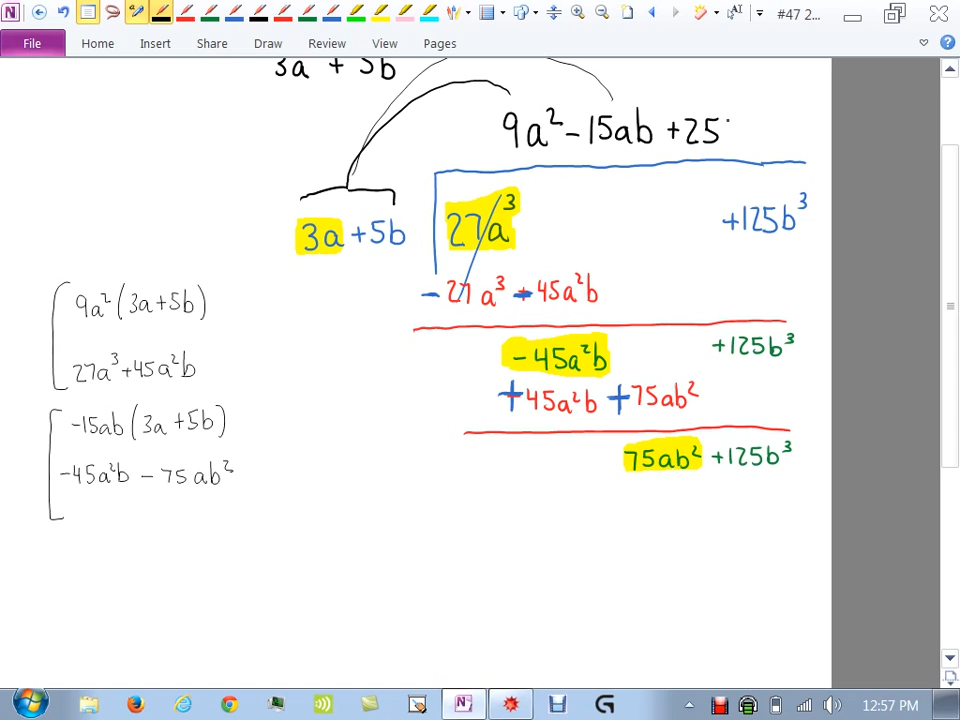 #47 2...
File Home Insert Share Draw Review View Pages
3a + 5b
9a² - 15ab + 25
3a + 5b 27a³ + 125b³
- 27a³ + 45a²b
9a² (3a + 5b)
- 45a²b + 125b³
27a³ + 45a²b
+ 45a²b + 75ab²
-15ab (3a + 5b)
75ab² + 125b³
-45a²b - 75ab²
12:57 PM